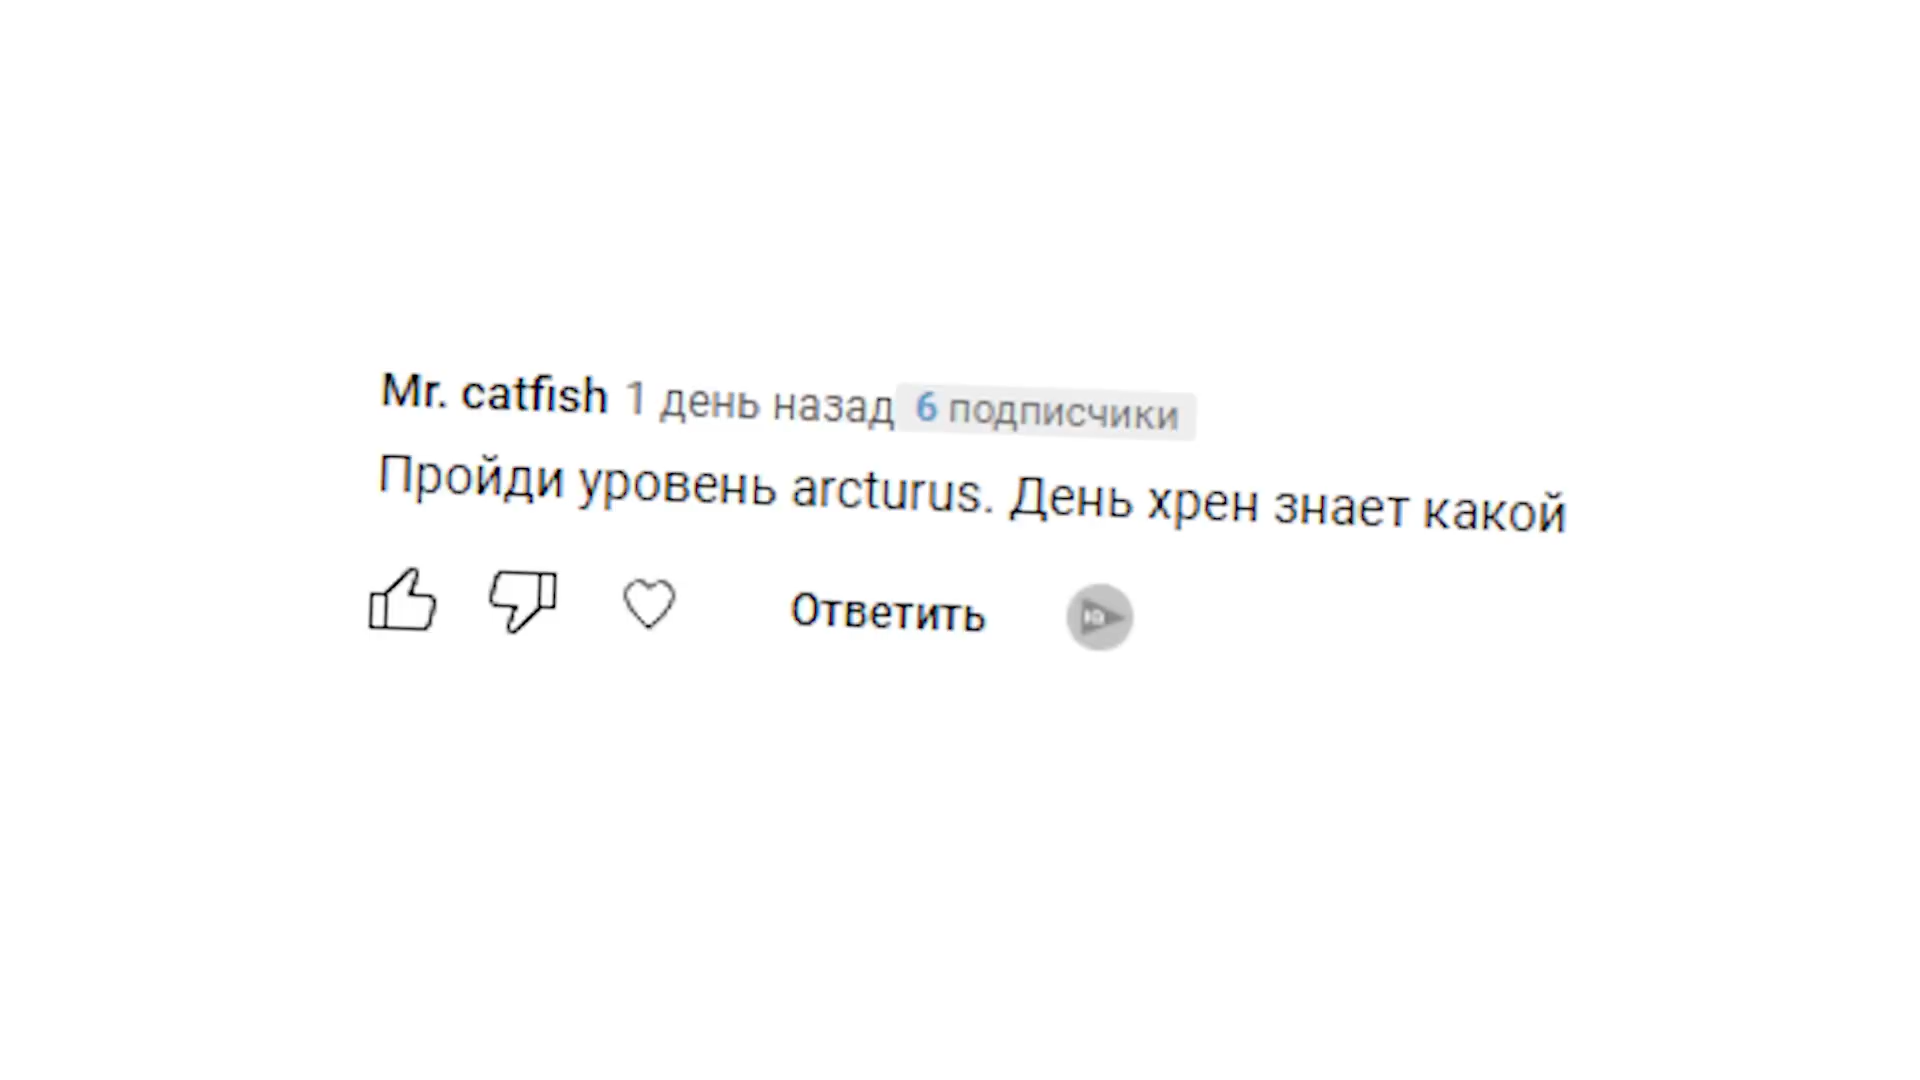 Mr. catfish 1 день назад 6 подписчики
Пройди уровень arcturus. День хрен знает какой
Ответить